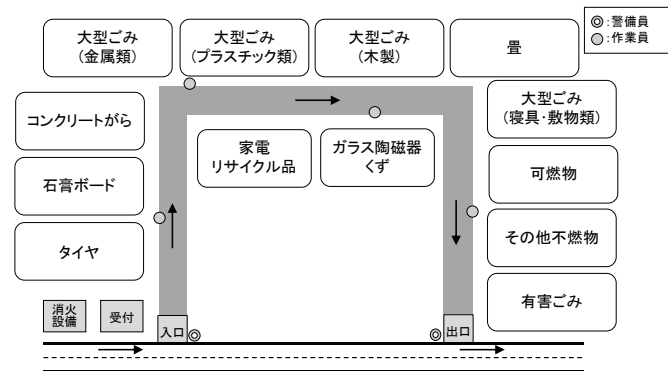 大型ごみ
(金属類)
大型ごみ
(プラスチック類)
大型ごみ
(木製)
畳
◎:警備員
○:作業員
コンクリートがら
石膏ボード
タイヤ
家電
リサイクル品
ガラス陶磁器
くず
大型ごみ
(寝具・敷物類)
可燃物
その他不燃物
有害ごみ
消火
設備
受付
入口
出口